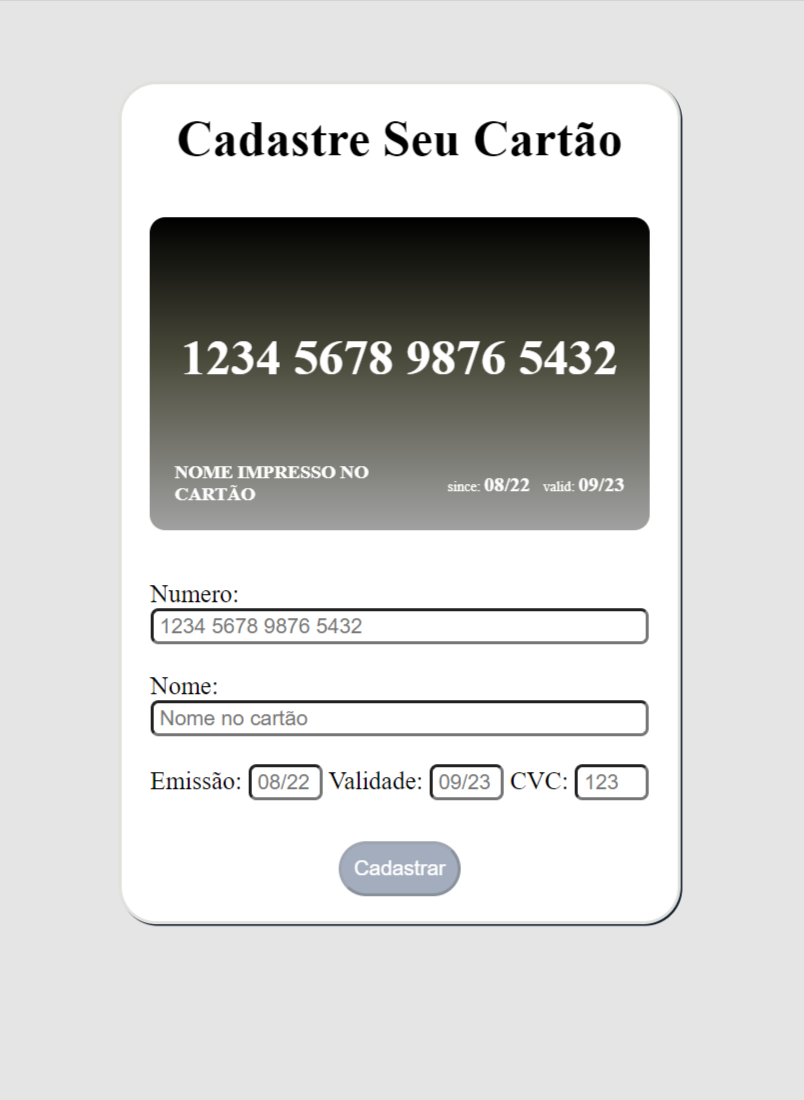 Cadastre Seu Cartão
1234 5678 9876 5432
NOME IMPRESSO NO
CARTÃO
since: 08/22 valid: 09/23
Numero:
1234 5678 9876 5432
Nome:
Nome no cartão
Emissão: 08/22 Validade: 09/23 CVC: 123
Cadastrar